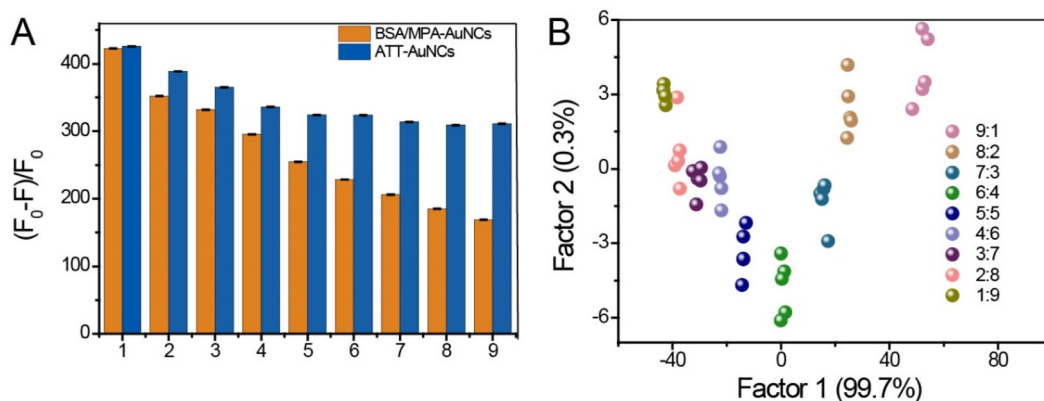 A
BSA/MPA-AuNCs
ATT-AuNCs
(F0-F)/F0
400
300
200
100
0
1 2 3 4 5 6 7 8 9
B
Factor 2 (0.3%)
6
3
0
-3
-6
9:1
8:2
7:3
6:4
5:5
4:6
3:7
2:8
1:9
-40 0 40 80
Factor 1 (99.7%)